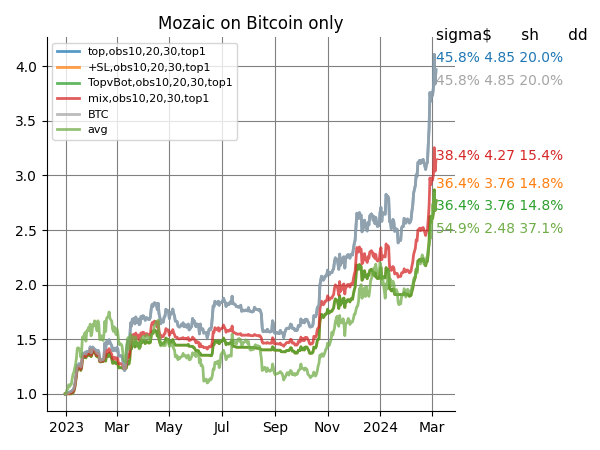 Mozaic on Bitcoin only
sigma$ sh dd
top,obs10,20,30,top1
+SL,obs10,20,30,top1
TopvBot,obs10,20,30,top1
mix,obs10,20,30,top1
BTC
avg
45.8% 4.85 20.0%
45.8% 4.85 20.0%
38.4% 4.27 15.4%
36.4% 3.76 14.8%
36.4% 3.76 14.8%
54.9% 2.48 37.1%
4.0
3.5
3.0
2.5
2.0
1.5
1.0
2023 Mar May Jul Sep Nov 2024 Mar